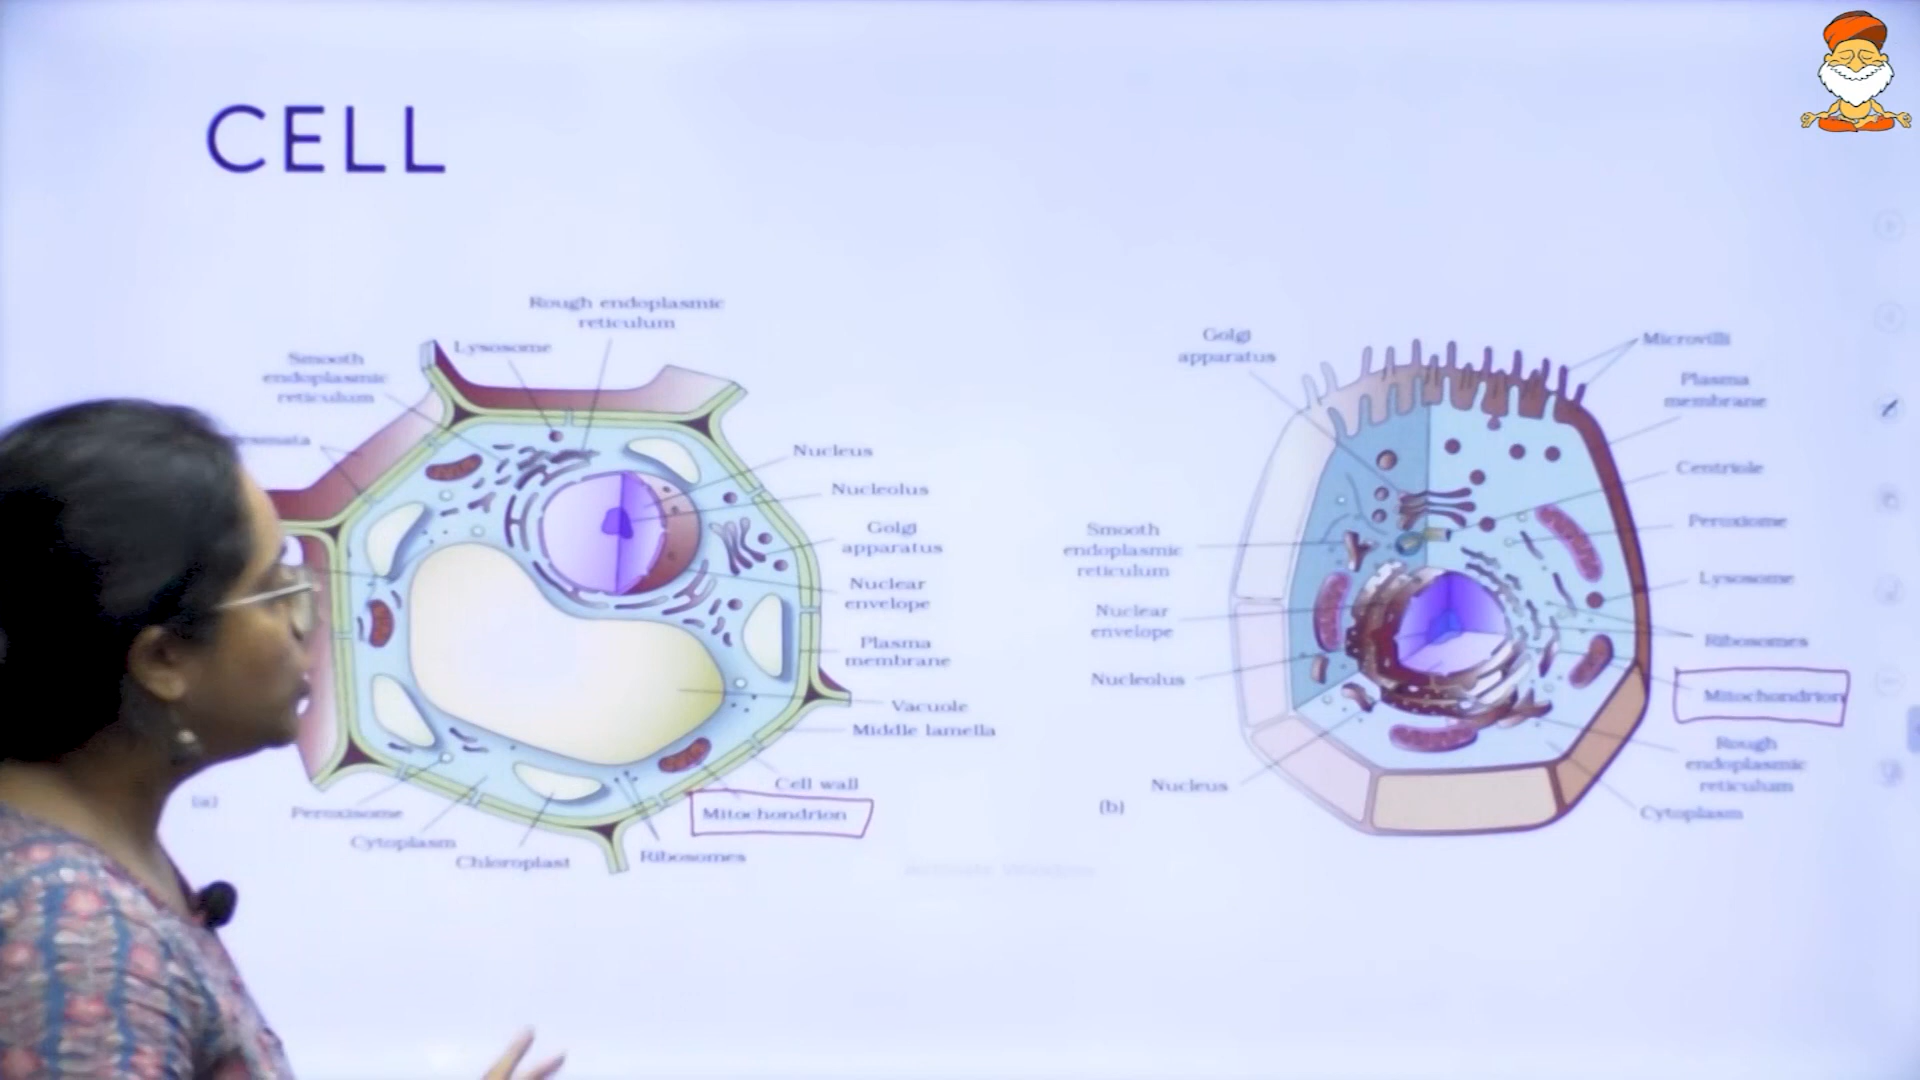 CELL
Rough endoplasmic
reticulum
Lysosome
Smooth
endoplasmic
reticulum
Nucleus
Nucleolus
Golgi
apparatus
Nuclear
envelope
Plasma
membrane
Vacuole
Middle lamella
Cell wall
Mitochondrion
Ribosomes
Chloroplast
Cytoplasm
Peroxisome
(a)
Golgi
apparatus
Microvilli
Plasma
membrane
Centriole
Peroxiome
Lysosome
Ribosomes
Mitochondrion
Rough
endoplasmic
reticulum
Cytoplasm
Smooth
endoplasmic
reticulum
Nuclear
envelope
Nucleolus
Nucleus
(b)